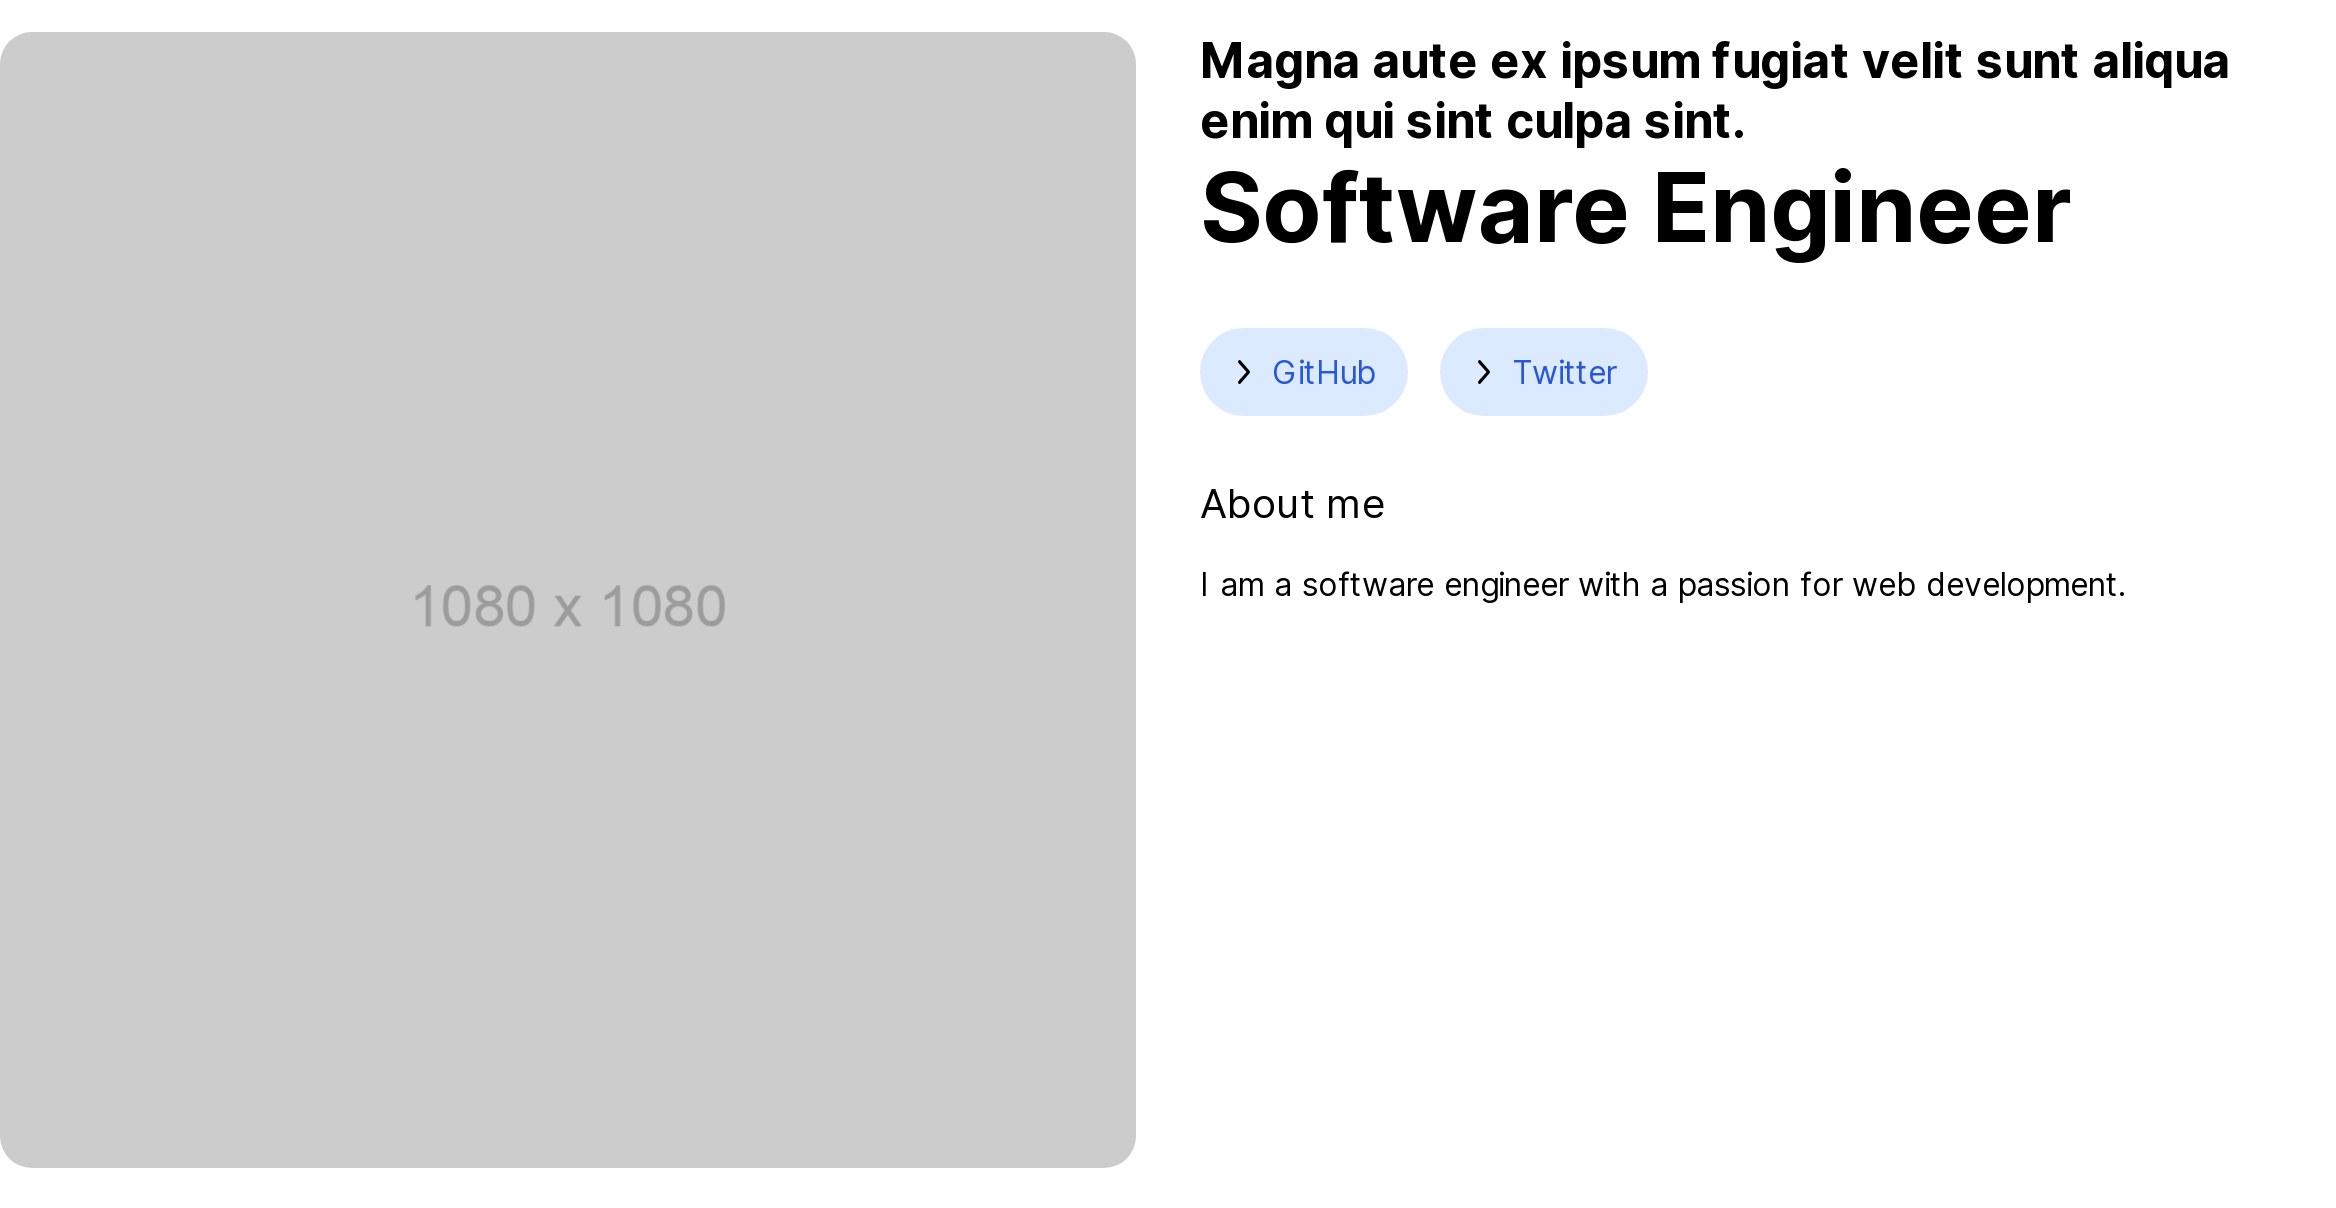 1080 x 1080
Magna aute ex ipsum fugiat velit sunt aliqua
enim qui sint culpa sint.
Software Engineer
GitHub
Twitter
About me
I am a software engineer with a passion for web development.